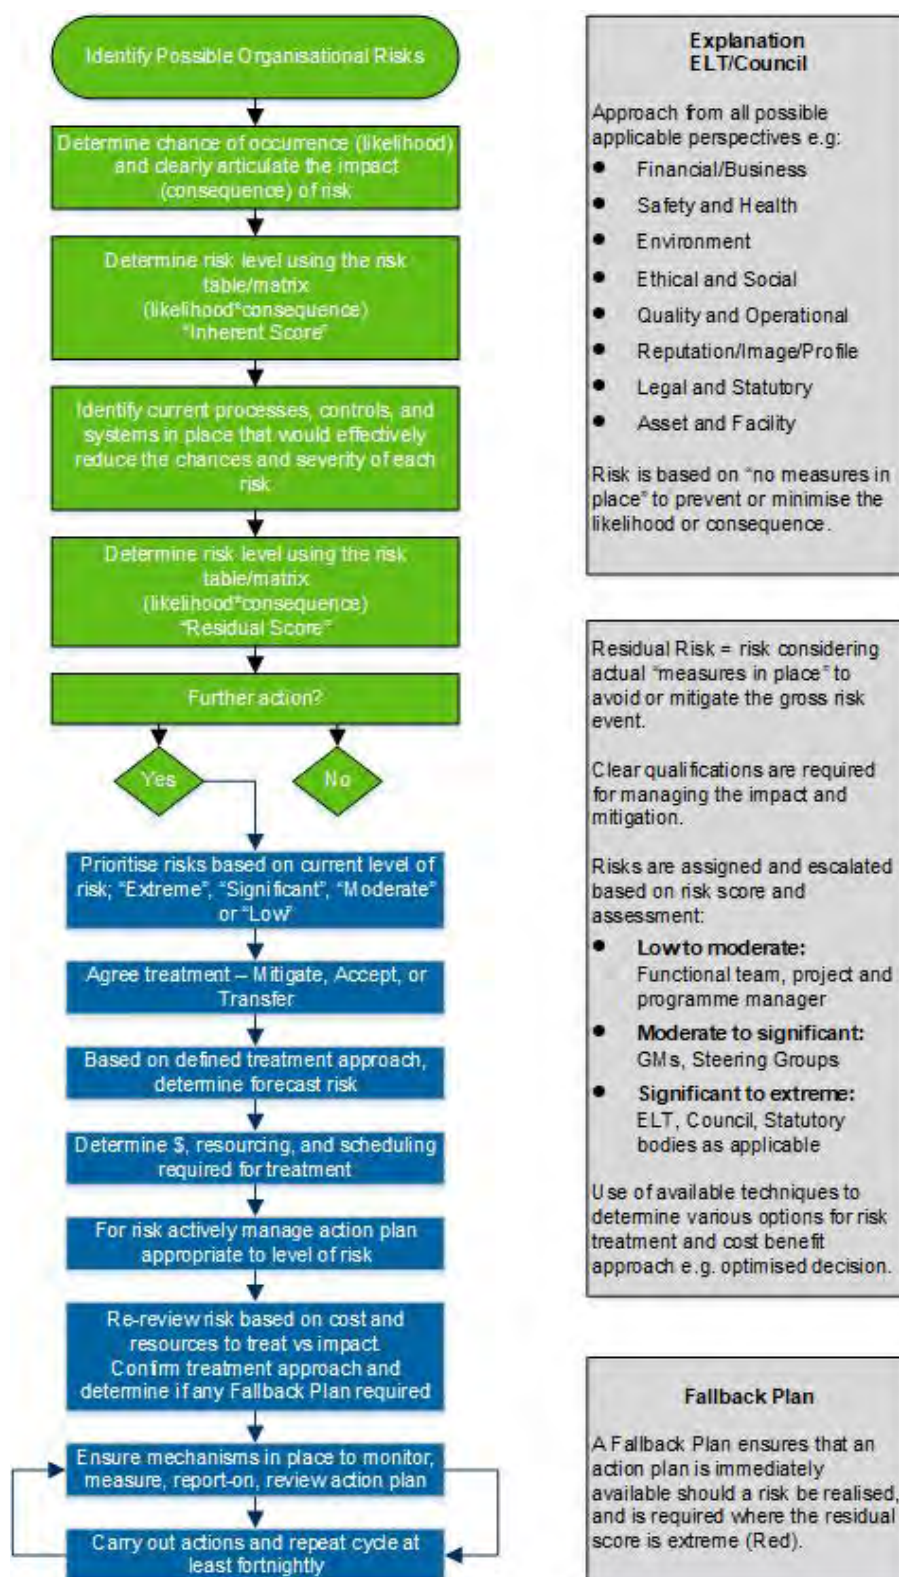 Identify Possible Organisational Risks
Determine chance of occurrence (likelihood)
and clearly articulate the impact
(consequence) of risk
Determine risk level using the risk
table/matrix
(likelihood*consequence)
"Inherent Score"
Identify current processes, controls, and
systems in place that would effectively
reduce the chances and severity of each
risk
Determine risk level using the risk
table/matrix
(likelihood*consequence)
"Residual Score"
Further action?
Yes
No
Prioritise risks based on current level of
risk; "Extreme", "Significant", "Moderate"
or "Low"
Agree treatment – Mitigate, Accept, or
Transfer
Based on defined treatment approach,
determine forecast risk
Determine $, resourcing, and scheduling
required for treatment
For risk actively manage action plan
appropriate to level of risk
Re-review risk based on cost and
resources to treat vs impact
Confirm treatment approach and
determine if any Fallback Plan required
Ensure mechanisms in place to monitor,
measure, report-on, review action plan
Carry out actions and repeat cycle at
least fortnightly
Explanation
ELT/Council
Approach from all possible
applicable perspectives e.g:
● Financial/Business
● Safety and Health
● Environment
● Ethical and Social
● Quality and Operational
● Reputation/Image/Profile
● Legal and Statutory
● Asset and Facility
Risk is based on "no measures in
place" to prevent or minimise the
likelihood or consequence.
Residual Risk = risk considering
actual "measures in place" to
avoid or mitigate the gross risk
event.
Clear qualifications are required
for managing the impact and
mitigation.
Risks are assigned and escalated
based on risk score and
assessment:
● Low to moderate:
Functional team, project and
programme manager
● Moderate to significant:
GMs, Steering Groups
● Significant to extreme:
ELT, Council, Statutory
bodies as applicable
Use of available techniques to
determine various options for risk
treatment and cost benefit
approach e.g. optimised decision.
Fallback Plan
A Fallback Plan ensures that an
action plan is immediately
available should a risk be realised,
and is required where the residual
score is extreme (Red).